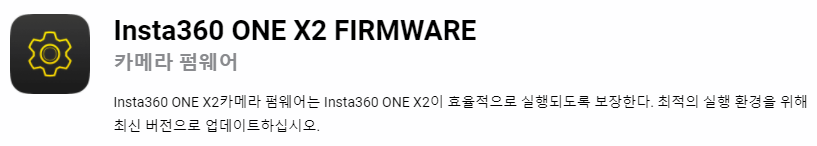 Insta360 ONE X2 FIRMWARE
카메라 펌웨어
Insta360 ONE X2카메라 펌웨어는 Insta360 ONE X2이 효율적으로 실행되도록 보장한다. 최적의 실행 환경을 위해
최신 버전으로 업데이트하십시오.